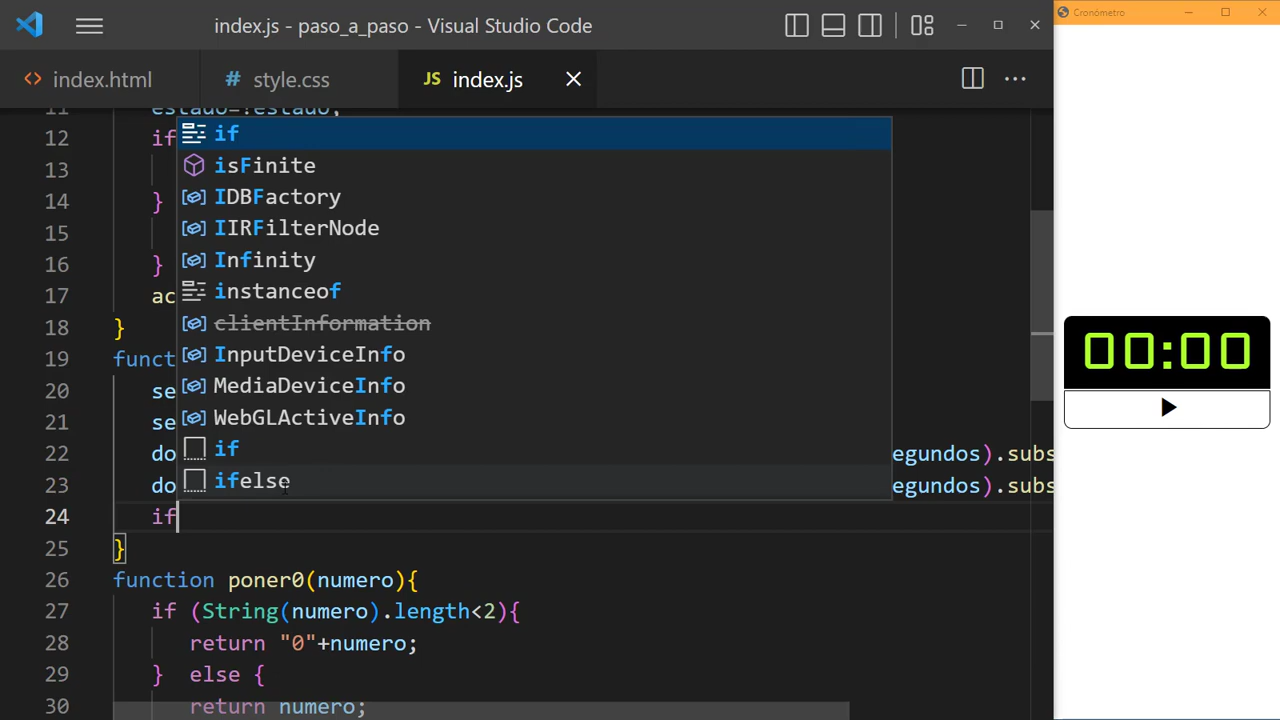 index.js - paso_a_paso - Visual Studio Code
Cronómetro
<> index.html
# style.css
JS index.js
11 estado=!estado;
12 if
13
14 }
15
16 }
17 ac
18 }
19 funct
20 se
21 se
22 do egundos).subs
23 do egundos).subs
24 if
25 }
26 function poner0(numero){
27 if (String(numero).length<2){
28 return "0"+numero;
29 } else {
30 return numero;
if
isFinite
IDBFactory
IIRFilterNode
Infinity
instanceof
clientInformation
InputDeviceInfo
MediaDeviceInfo
WebGLActiveInfo
if
ifelse
00:00